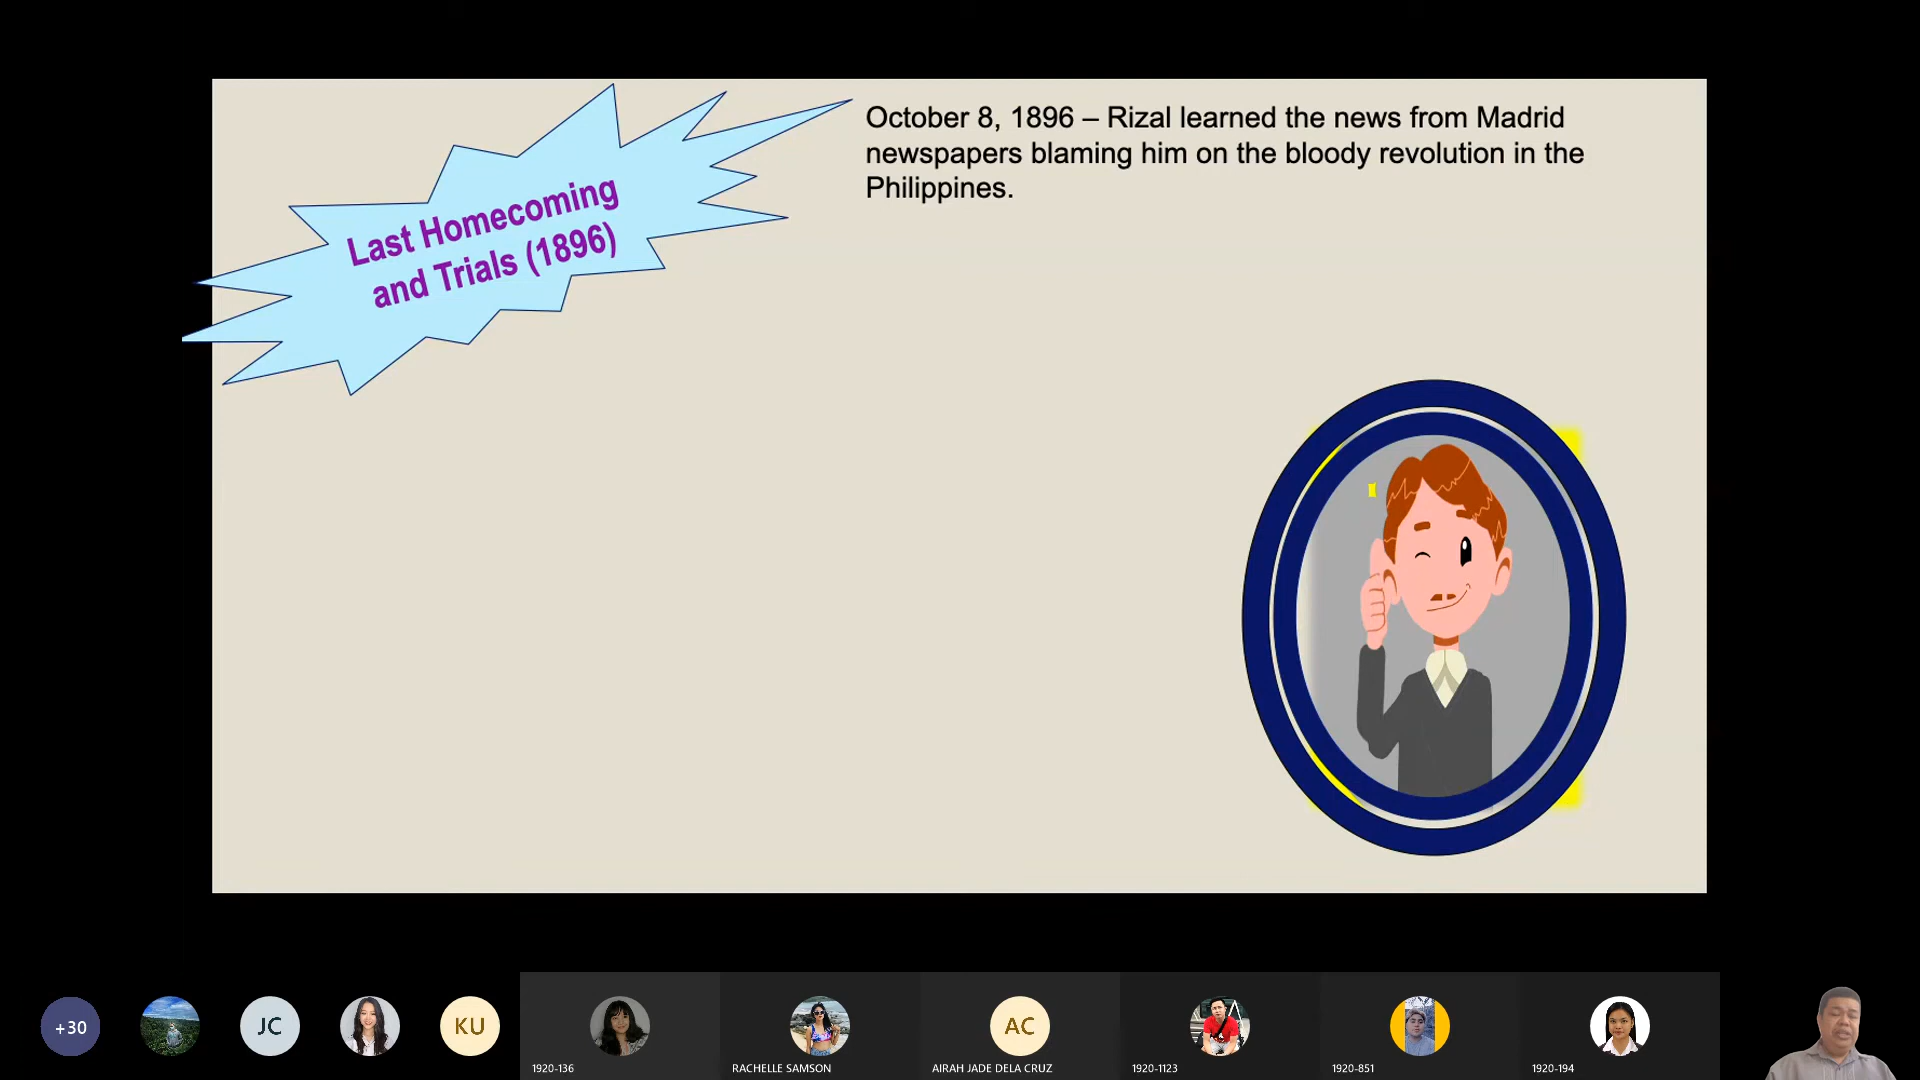 Last Homecoming
and Trials (1896)
October 8, 1896 – Rizal learned the news from Madrid
newspapers blaming him on the bloody revolution in the
Philippines.
+30
JC
KU
AC
1920-136
RACHELLE SAMSON
AIRAH JADE DELA CRUZ
1920-1123
1920-851
1920-194